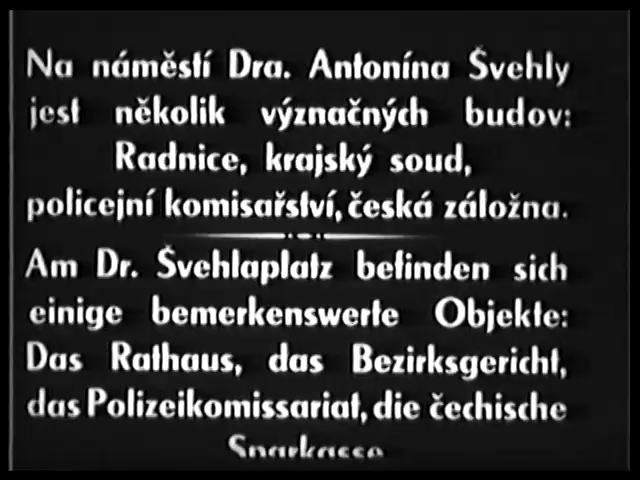 Na náměstí Dra. Antonína Švehly
jest několik význačných budov:
Radnice, krajský soud,
policejní komisařství, česká záložna.
Am Dr. Švehlaplatz befinden sich
einige bemerkenswerte Objekte:
Das Rathaus, das Bezirksgericht,
das Polizeikomissariat, die čechische
Sparkasse